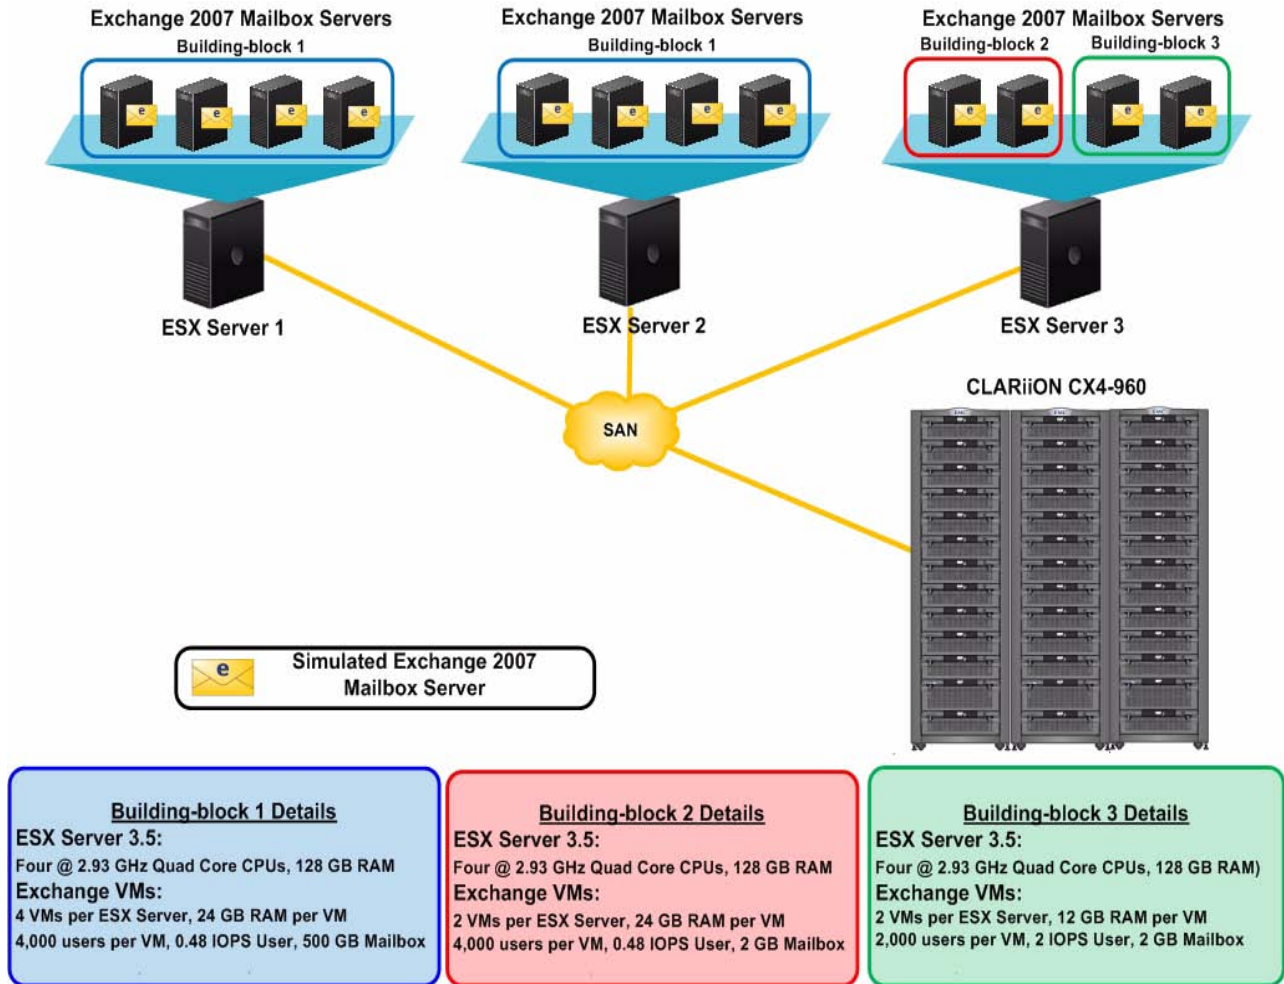 Exchange 2007 Mailbox Servers
Building-block 1
Exchange 2007 Mailbox Servers
Building-block 1
Exchange 2007 Mailbox Servers
Building-block 2
Building-block 3
ESX Server 1
ESX Server 2
ESX Server 3
SAN
CLARiiON CX4-960
Simulated Exchange 2007
Mailbox Server
Building-block 1 Details
ESX Server 3.5:
Four @ 2.93 GHz Quad Core CPUs, 128 GB RAM
Exchange VMs:
4 VMs per ESX Server, 24 GB RAM per VM
4,000 users per VM, 0.48 IOPS User, 500 GB Mailbox
Building-block 2 Details
ESX Server 3.5:
Four @ 2.93 GHz Quad Core CPUs, 128 GB RAM
Exchange VMs:
2 VMs per ESX Server, 24 GB RAM per VM
4,000 users per VM, 0.48 IOPS User, 2 GB Mailbox
Building-block 3 Details
ESX Server 3.5:
Four @ 2.93 GHz Quad Core CPUs, 128 GB RAM)
Exchange VMs:
2 VMs per ESX Server, 12 GB RAM per VM
2,000 users per VM, 2 IOPS User, 2 GB Mailbox